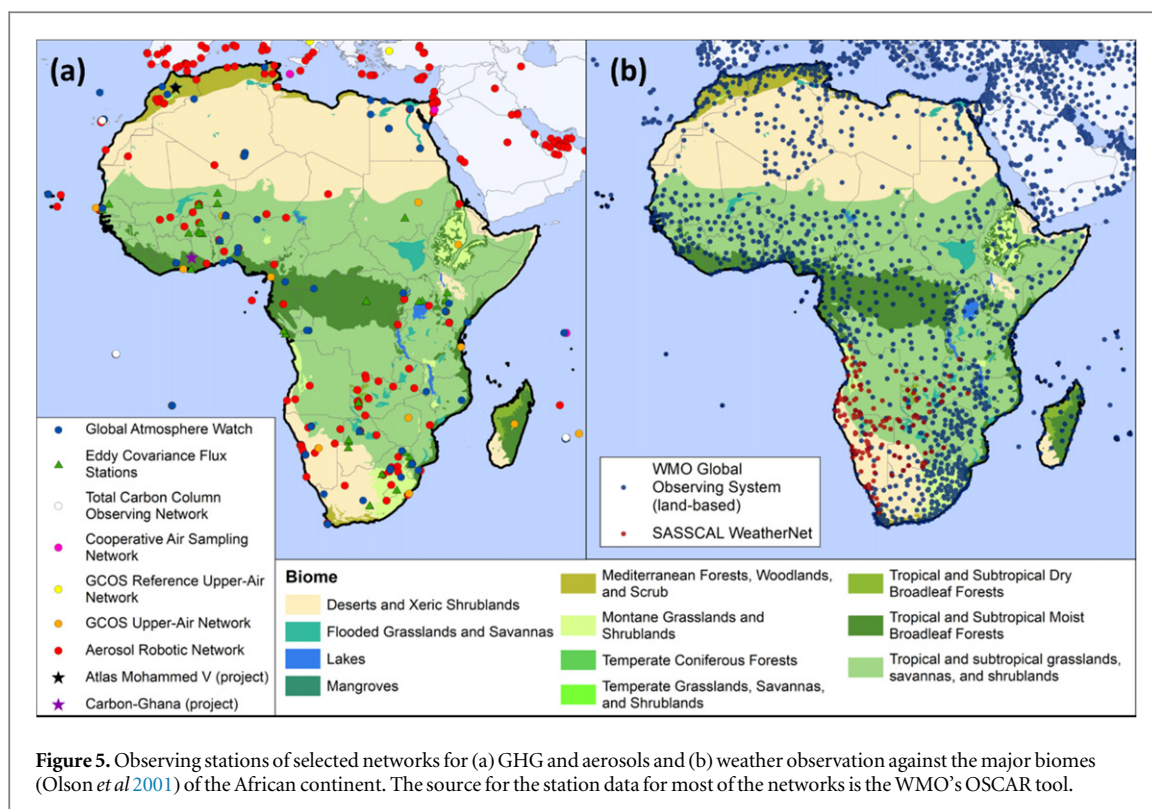 (a)
(b)
Global Atmosphere Watch
Eddy Covariance Flux
Stations
Total Carbon Column
Observing Network
Cooperative Air Sampling
Network
GCOS Reference Upper-Air
Network
GCOS Upper-Air Network
Aerosol Robotic Network
Atlas Mohammed V (project)
Carbon-Ghana (project)
WMO Global
Observing System
(land-based)
SASSCAL WeatherNet
Biome
Deserts and Xeric Shrublands
Flooded Grasslands and Savannas
Lakes
Mangroves
Mediterranean Forests, Woodlands,
and Scrub
Montane Grasslands and
Shrublands
Temperate Coniferous Forests
Temperate Grasslands, Savannas,
and Shrublands
Tropical and Subtropical Dry
Broadleaf Forests
Tropical and Subtropical Moist
Broadleaf Forests
Tropical and subtropical grasslands,
savannas, and shrublands
Figure 5. Observing stations of selected networks for (a) GHG and aerosols and (b) weather observation against the major biomes
(Olson et al 2001) of the African continent. The source for the station data for most of the networks is the WMO's OSCAR tool.